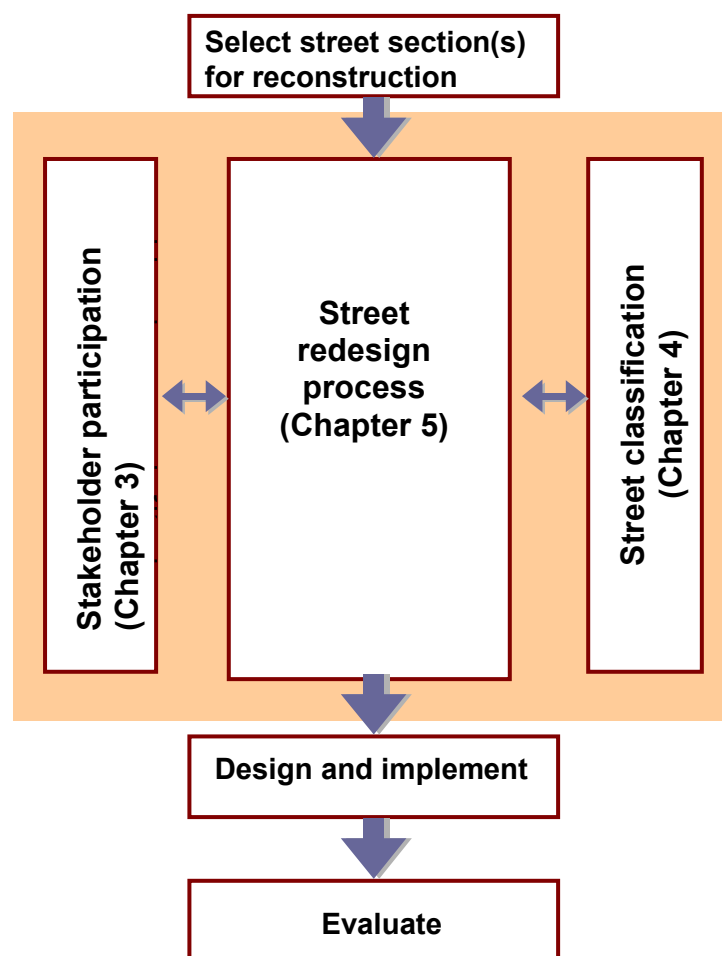 Select street section(s)
for reconstruction
Stakeholder participation
(Chapter 3)
Street
redesign
process
(Chapter 5)
Street classification
(Chapter 4)
Design and implement
Evaluate